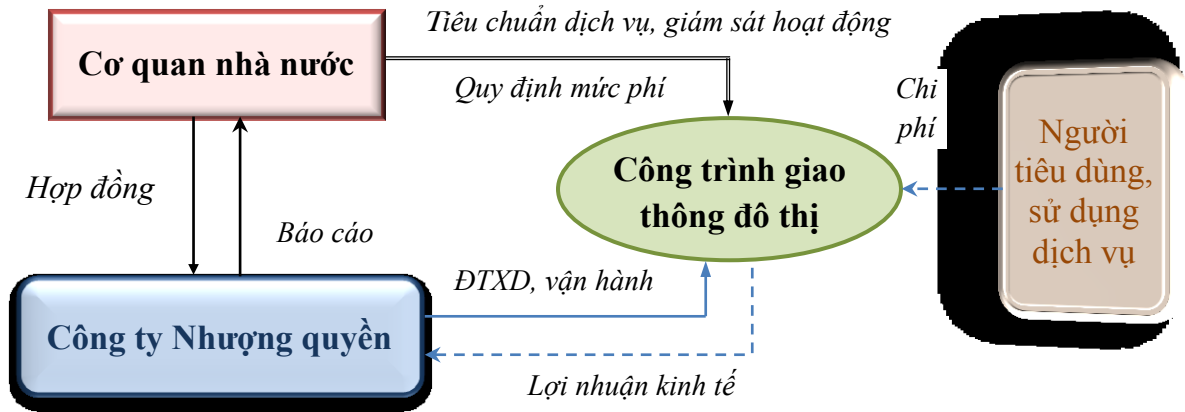 Tiêu chuẩn dịch vụ, giám sát hoạt động
Cơ quan nhà nước
Quy định mức phí
Chi
phí
Người
tiêu dùng,
sử dụng
dịch vụ
Công trình giao
thông đô thị
Hợp đồng
Báo cáo
ĐTXD, vận hành
Công ty Nhượng quyền
Lợi nhuận kinh tế